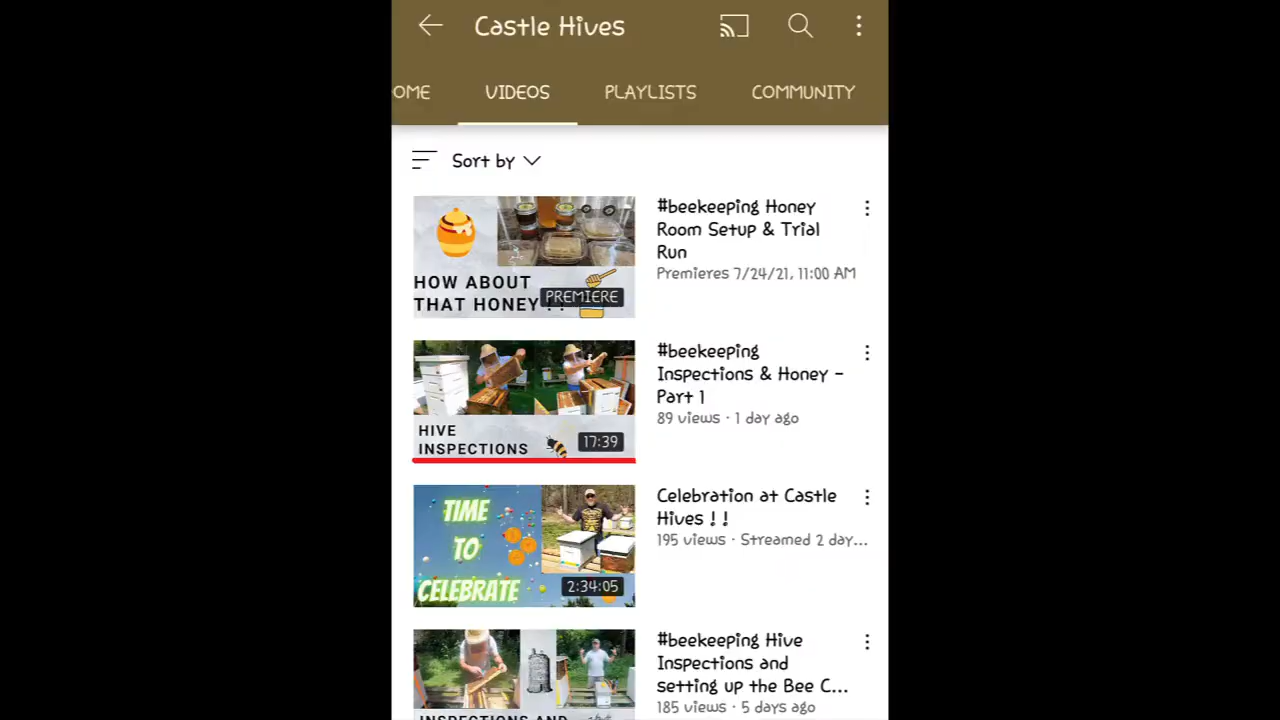 Castle Hives
OME VIDEOS PLAYLISTS COMMUNITY
Sort by
HOW ABOUT
THAT HONEY !!
PREMIERE
#beekeeping Honey
Room Setup & Trial
Run
Premieres 7/24/21, 11:00 AM
HIVE
INSPECTIONS
17:39
#beekeeping
Inspections & Honey -
Part 1
89 views · 1 day ago
TIME
TO
CELEBRATE
2:34:05
Celebration at Castle
Hives ! !
195 views · Streamed 2 day...
INSPECTIONS AND
#beekeeping Hive
Inspections and
setting up the Bee C...
185 views · 5 days ago